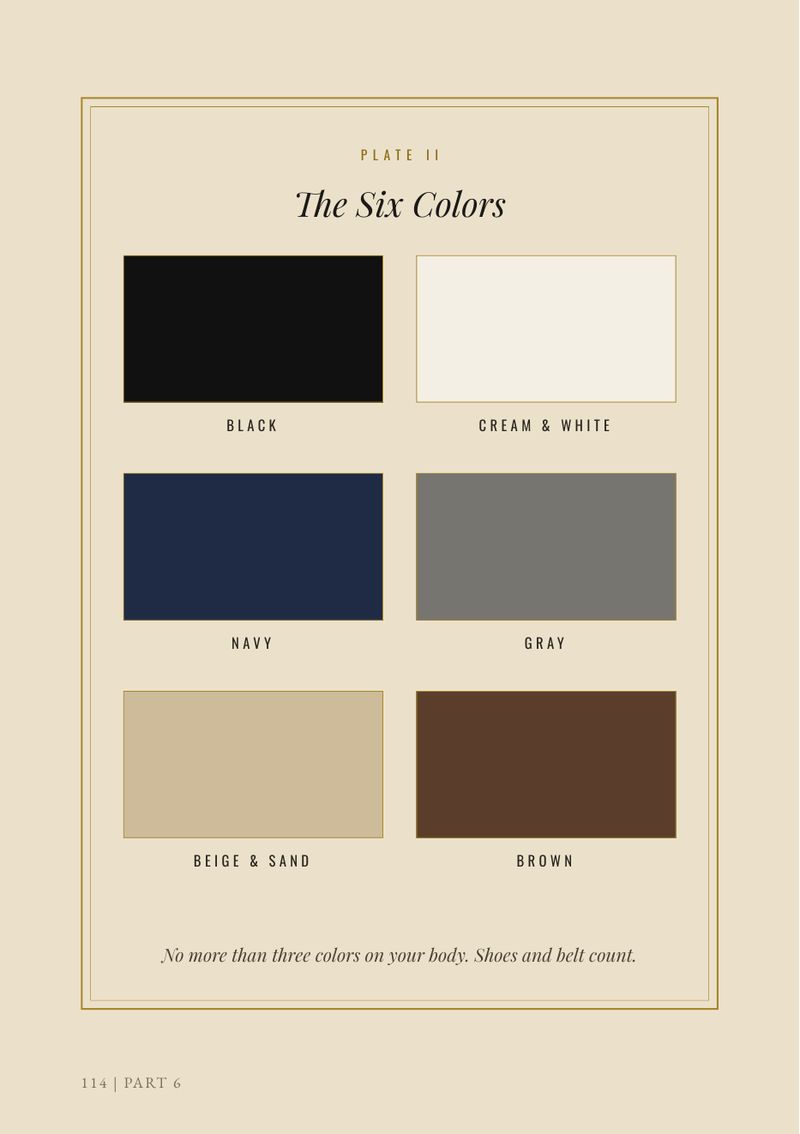 PLATE II
The Six Colors
BLACK
CREAM & WHITE
NAVY
GRAY
BEIGE & SAND
BROWN
No more than three colors on your body. Shoes and belt count.
114 | PART 6